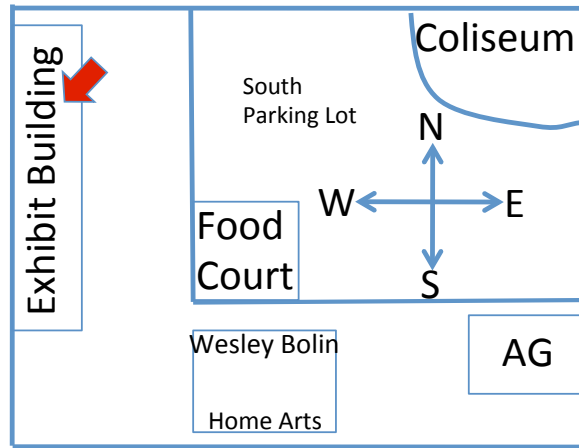 Exhibit Building
Coliseum
South
Parking Lot
N
W
E
S
Food
Court
Wesley Bolin
Home Arts
AG